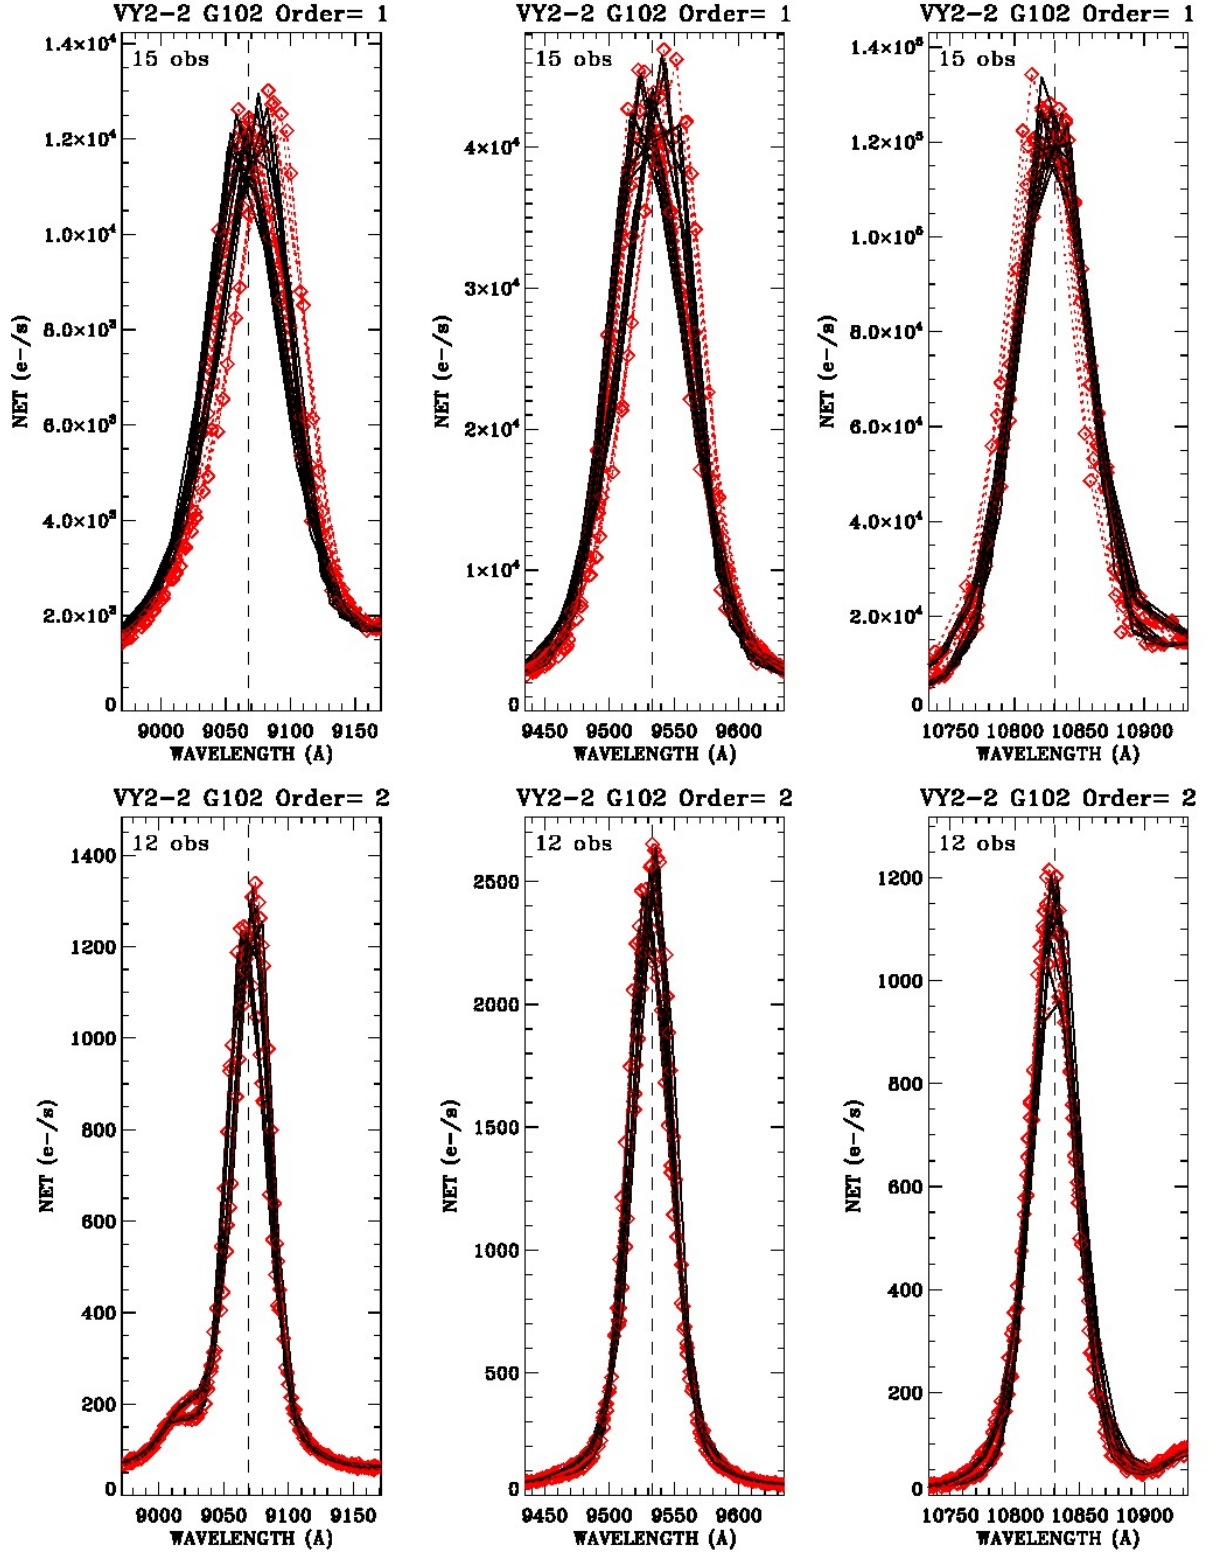 VY2-2 G102 Order= 1
VY2-2 G102 Order= 1
VY2-2 G102 Order= 1
15 obs
15 obs
15 obs
1.4×10⁴
1.2×10⁴
1.0×10⁴
8.0×10³
6.0×10³
4.0×10³
2.0×10³
0
NET (e-/s)
9000 9050 9100 9150
WAVELENGTH (Å)
4×10⁴
3×10⁴
2×10⁴
1×10⁴
0
NET (e-/s)
9450 9500 9550 9600
WAVELENGTH (Å)
1.4×10⁵
1.2×10⁵
1.0×10⁵
8.0×10⁴
6.0×10⁴
4.0×10⁴
2.0×10⁴
0
NET (e-/s)
10750 10800 10850 10900
WAVELENGTH (Å)
VY2-2 G102 Order= 2
VY2-2 G102 Order= 2
VY2-2 G102 Order= 2
12 obs
12 obs
12 obs
1400
1200
1000
800
600
400
200
0
NET (e-/s)
9000 9050 9100 9150
WAVELENGTH (Å)
2500
2000
1500
1000
500
0
NET (e-/s)
9450 9500 9550 9600
WAVELENGTH (Å)
1200
1000
800
600
400
200
0
NET (e-/s)
10750 10800 10850 10900
WAVELENGTH (Å)